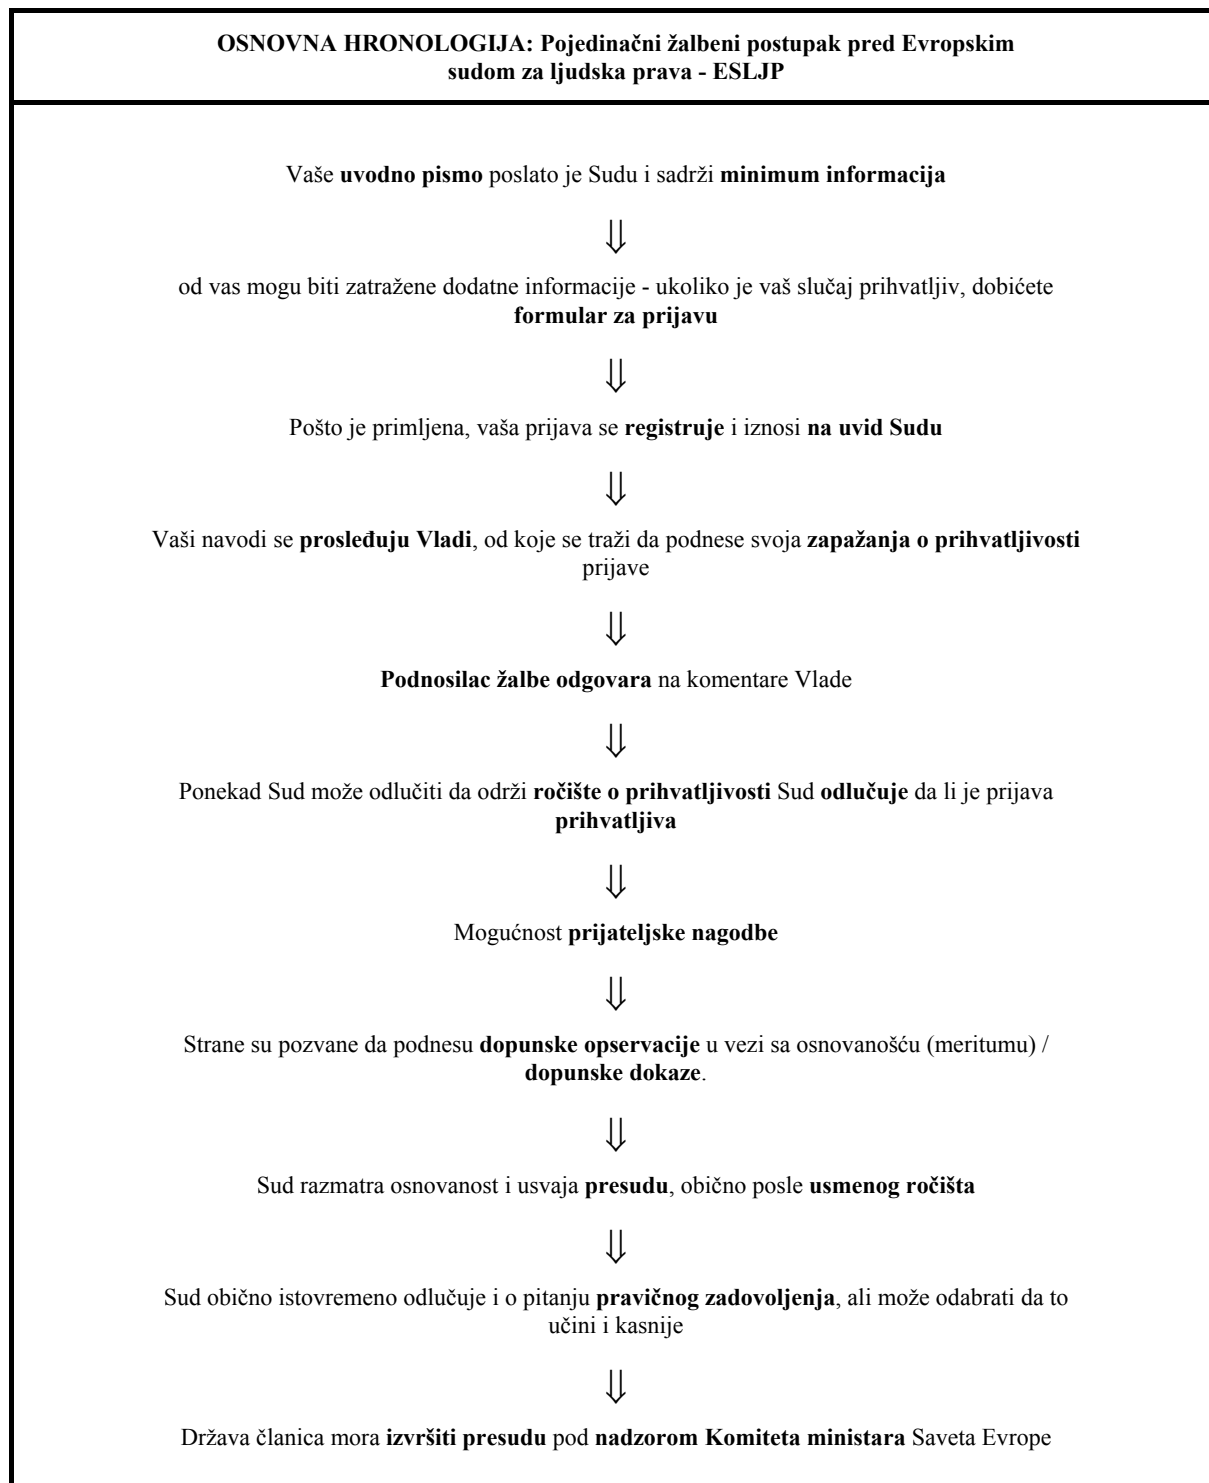 OSNOVNA HRONOLOGIJA: Pojedinačni žalbeni postupak pred Evropskim
sudom za ljudska prava - ESLJP
Vaše uvodno pismo poslato je Sudu i sadrži minimum informacija
⇓
od vas mogu biti zatražene dodatne informacije - ukoliko je vaš slučaj prihvatljiv, dobićete
formular za prijavu
⇓
Pošto je primljena, vaša prijava se registruje i iznosi na uvid Sudu
⇓
Vaši navodi se prosleđuju Vladi, od koje se traži da podnese svoja zapažanja o prihvatljivosti
prijave
⇓
Podnosilac žalbe odgovara na komentare Vlade
⇓
Ponekad Sud može odlučiti da održi ročište o prihvatljivosti Sud odlučuje da li je prijava
prihvatljiva
⇓
Mogućnost prijateljske nagodbe
⇓
Strane su pozvane da podnesu dopunske opservacije u vezi sa osnovanošću (meritumu) /
dopunske dokaze.
⇓
Sud razmatra osnovanost i usvaja presudu, obično posle usmenog ročišta
⇓
Sud obično istovremeno odlučuje i o pitanju pravičnog zadovoljenja, ali može odabrati da to
učini i kasnije
⇓
Država članica mora izvršiti presudu pod nadzorom Komiteta ministara Saveta Evrope